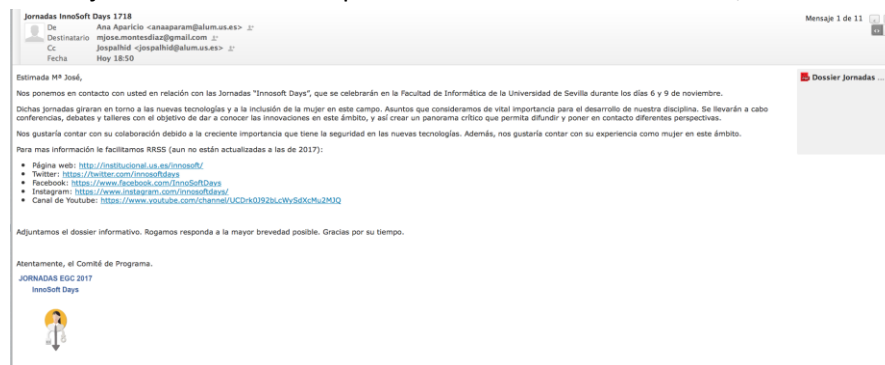 Jornadas InnoSoft Days 1718
Mensaje 1 de 11
De Ana Aparicio <anaaparam@alum.us.es>
Destinatario mjose.montesdiaz@gmail.com
Cc Jospalhid <jospalhid@alum.us.es>
Fecha Hoy 18:50
Estimada Mª José,
Dossier Jornadas ...
Nos ponemos en contacto con usted en relación con las Jornadas "Innosoft Days", que se celebrarán en la Facultad de Informática de la Universidad de Sevilla durante los días 6 y 9 de noviembre.
Dichas jornadas giraran en torno a las nuevas tecnologías y a la inclusión de la mujer en este campo. Asuntos que consideramos de vital importancia para el desarrollo de nuestra disciplina. Se llevarán a cabo
conferencias, debates y talleres con el objetivo de dar a conocer las innovaciones en este ámbito, y así crear un panorama crítico que permita difundir y poner en contacto diferentes perspectivas.
Nos gustaría contar con su colaboración debido a la creciente importancia que tiene la seguridad en las nuevas tecnologías. Además, nos gustaría contar con su experiencia como mujer en este ámbito.
Para mas información le facilitamos RRSS (aun no están actualizadas a las de 2017):
• Página web: http://institucional.us.es/innosoft/
• Twitter: https://twitter.com/innosoftdays
• Facebook: https://www.facebook.com/InnoSoftDays
• Instagram: https://www.instagram.com/innosoftdays/
• Canal de Youtube: https://www.youtube.com/channel/UCDrk0J92bLcWySdXcMu2MJQ
Adjuntamos el dossier informativo. Rogamos responda a la mayor brevedad posible. Gracias por su tiempo.
Atentamente, el Comité de Programa.
JORNADAS EGC 2017
InnoSoft Days